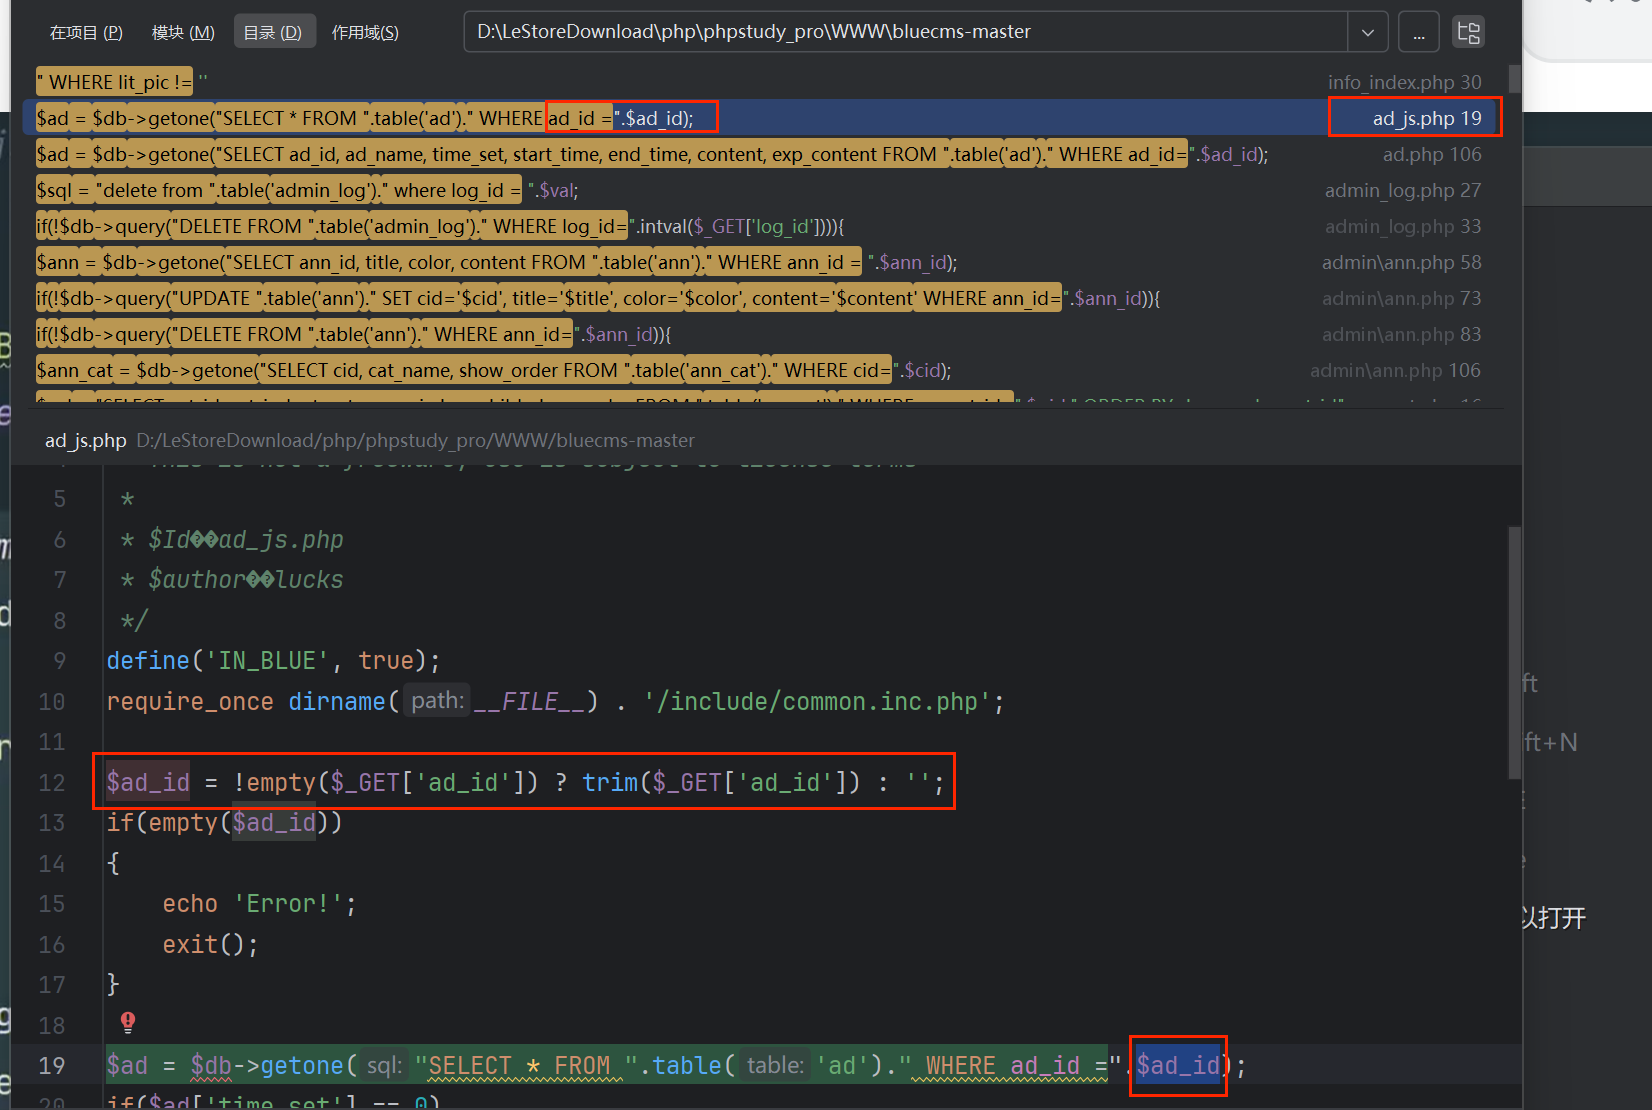 在项目 (P) 模块 (M) 目录 (D) 作用域(S) D:\LeStoreDownload\php\phpstudy_pro\WWW\bluecms-master ...
" WHERE lit_pic != '' info_index.php 30
$ad = $db->getone("SELECT * FROM ".table('ad')." WHERE ad_id =".$ad_id); ad_js.php 19
$ad = $db->getone("SELECT ad_id, ad_name, time_set, start_time, end_time, content, exp_content FROM ".table('ad')." WHERE ad_id=".$ad_id); ad.php 106
$sql = "delete from ".table('admin_log')." where log_id = ".$val; admin_log.php 27
if(!$db->query("DELETE FROM ".table('admin_log')." WHERE log_id=".intval($_GET['log_id']))){ admin_log.php 33
$ann = $db->getone("SELECT ann_id, title, color, content FROM ".table('ann')." WHERE ann_id = ".$ann_id); admin\ann.php 58
if(!$db->query("UPDATE ".table('ann')." SET cid='$cid', title='$title', color='$color', content='$content' WHERE ann_id=".$ann_id)){ admin\ann.php 73
if(!$db->query("DELETE FROM ".table('ann')." WHERE ann_id=".$ann_id)){ admin\ann.php 83
$ann_cat = $db->getone("SELECT cid, cat_name, show_order FROM ".table('ann_cat')." WHERE cid=".$cid); admin\ann.php 106
ad_js.php D:/LeStoreDownload/php/phpstudy_pro/WWW/bluecms-master
5 *
6 * $Id��ad_js.php
7 * $author��lucks
8 */
9 define('IN_BLUE', true);
10 require_once dirname( path: __FILE__) . '/include/common.inc.php';
11
12 $ad_id = !empty($_GET['ad_id']) ? trim($_GET['ad_id']) : '';
13 if(empty($ad_id))
14 {
15 echo 'Error!';
16 exit();
17 }
18
19 $ad = $db->getone( sql: "SELECT * FROM ".table( table: 'ad')." WHERE ad_id =".$ad_id);
20 if($ad['time_set'] == 0)
ft
ft+N
以打开